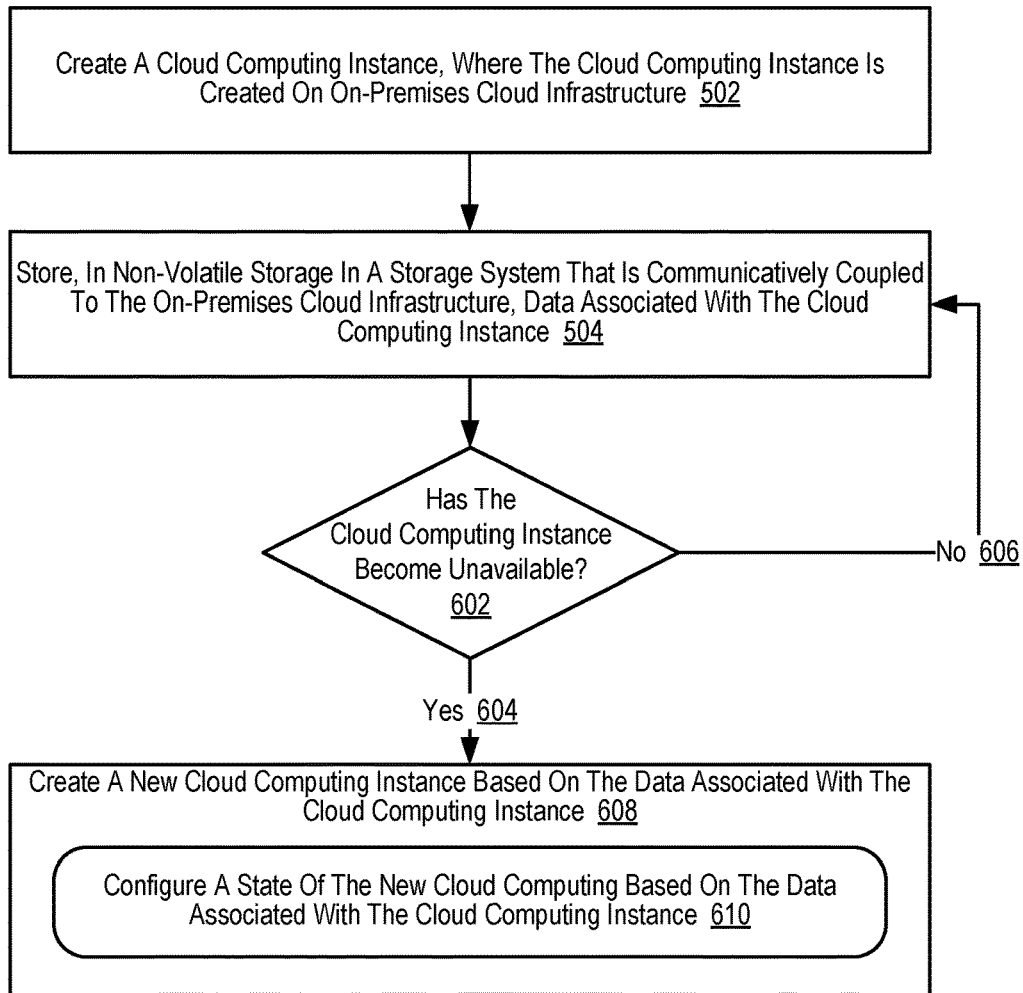 Create A Cloud Computing Instance, Where The Cloud Computing Instance Is
Created On On-Premises Cloud Infrastructure 502
Store, In Non-Volatile Storage In A Storage System That Is Communicatively Coupled
To The On-Premises Cloud Infrastructure, Data Associated With The Cloud
Computing Instance 504
Has The
Cloud Computing Instance
Become Unavailable?
602
No 606
Yes 604
Create A New Cloud Computing Instance Based On The Data Associated With The
Cloud Computing Instance 608
Configure A State Of The New Cloud Computing Based On The Data
Associated With The Cloud Computing Instance 610